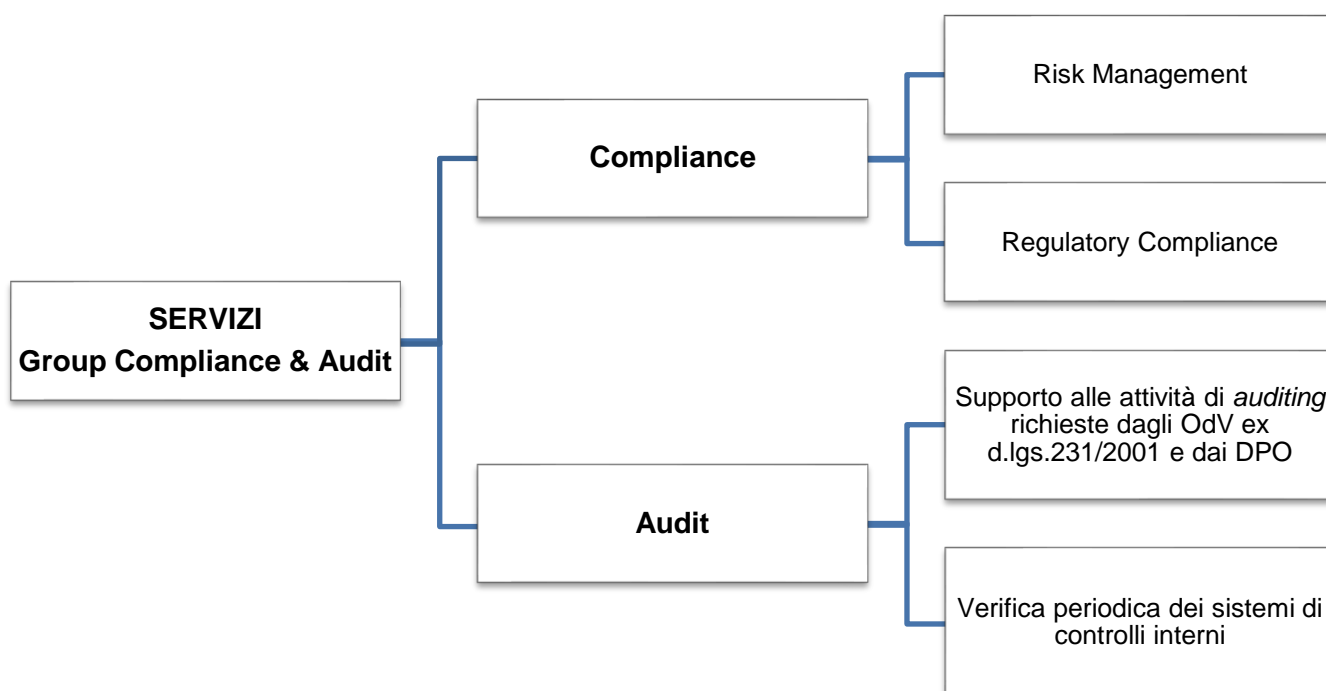 SERVIZI
Group Compliance & Audit
Compliance
Risk Management
Regulatory Compliance
Audit
Supporto alle attività di auditing
richieste dagli OdV ex
d.lgs.231/2001 e dai DPO
Verifica periodica dei sistemi di
controlli interni